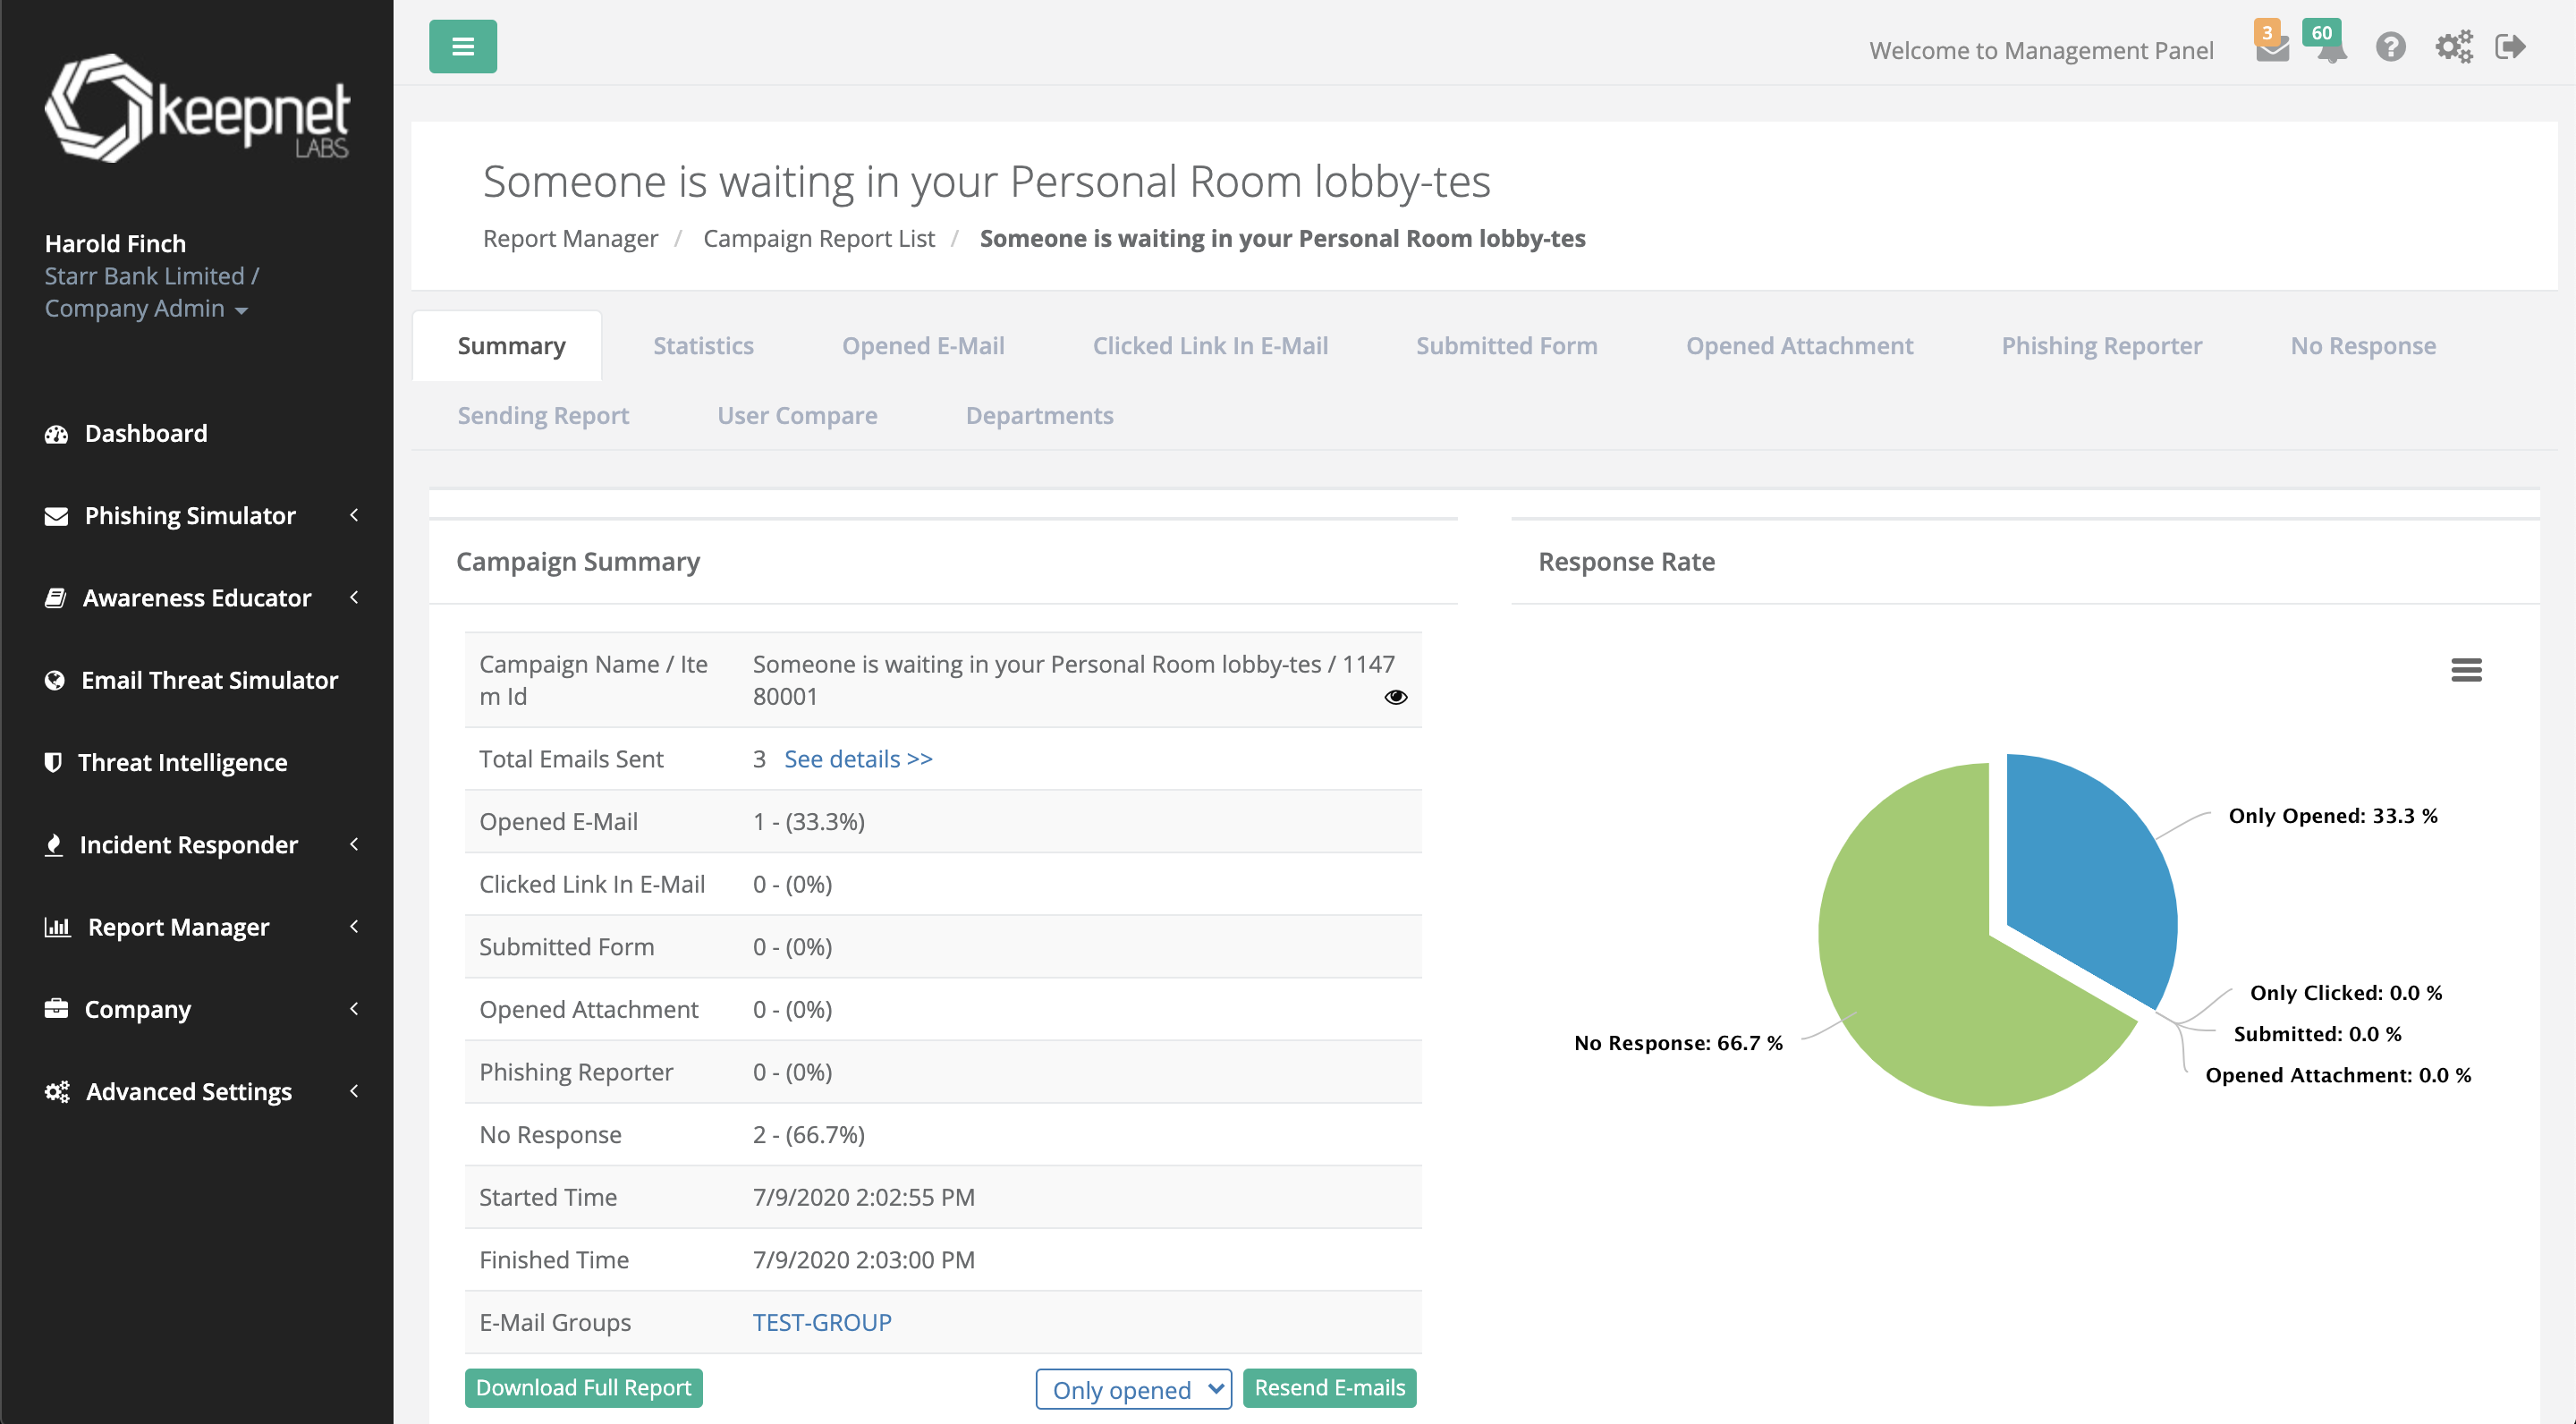 keepnet
LABS
Harold Finch
Starr Bank Limited /
Company Admin
Dashboard
Phishing Simulator
Awareness Educator
Email Threat Simulator
Threat Intelligence
Incident Responder
Report Manager
Company
Advanced Settings
Welcome to Management Panel
3
60
Someone is waiting in your Personal Room lobby-tes
Report Manager / Campaign Report List / Someone is waiting in your Personal Room lobby-tes
Summary Statistics Opened E-Mail Clicked Link In E-Mail Submitted Form Opened Attachment Phishing Reporter No Response
Sending Report User Compare Departments
Campaign Summary
Campaign Name / Ite
m Id
Someone is waiting in your Personal Room lobby-tes / 1147
80001
Total Emails Sent 3 See details >>
Opened E-Mail 1 - (33.3%)
Clicked Link In E-Mail 0 - (0%)
Submitted Form 0 - (0%)
Opened Attachment 0 - (0%)
Phishing Reporter 0 - (0%)
No Response 2 - (66.7%)
Started Time 7/9/2020 2:02:55 PM
Finished Time 7/9/2020 2:03:00 PM
E-Mail Groups TEST-GROUP
Download Full Report Only opened Resend E-mails
Response Rate
Only Opened: 33.3 %
Only Clicked: 0.0 %
Submitted: 0.0 %
Opened Attachment: 0.0 %
No Response: 66.7 %